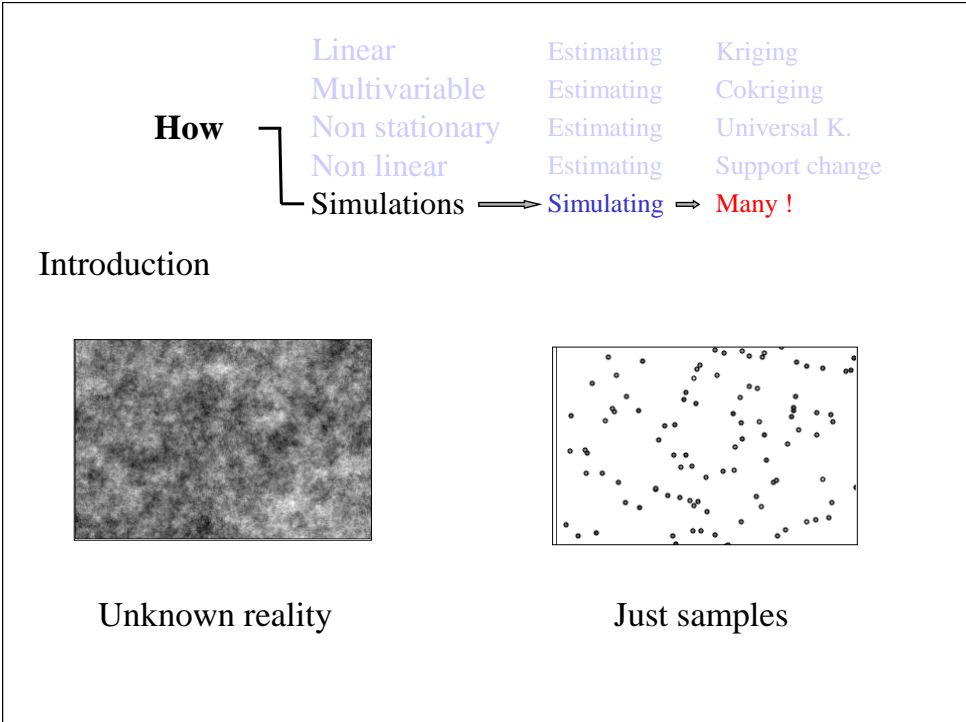 Linear Estimating Kriging
Multivariable Estimating Cokriging
How Non stationary Estimating Universal K.
Non linear Estimating Support change
Simulations Simulating Many !
Introduction
Unknown reality Just samples